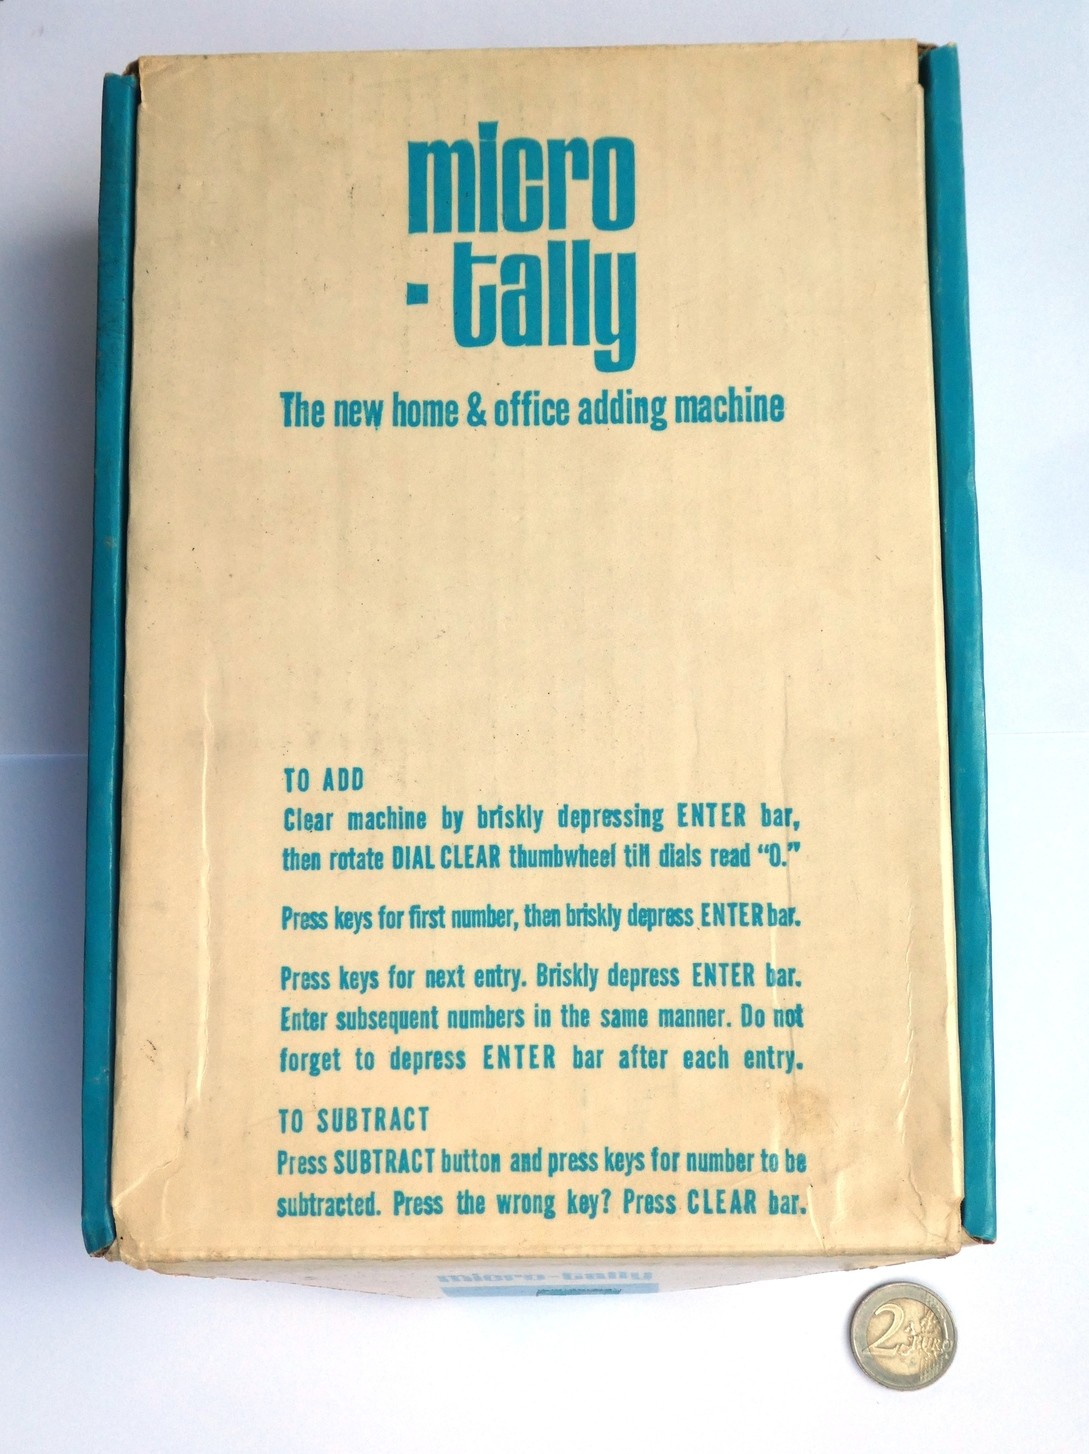 micro
- tally
The new home & office adding machine
TO ADD
Clear machine by briskly depressing ENTER bar,
then rotate DIAL CLEAR thumbwheel till dials read “0.”
Press keys for first number, then briskly depress ENTER bar.
Press keys for next entry. Briskly depress ENTER bar.
Enter subsequent numbers in the same manner. Do not
forget to depress ENTER bar after each entry.
TO SUBTRACT
Press SUBTRACT button and press keys for number to be
subtracted. Press the wrong key? Press CLEAR bar.
micro-tally
2
EURO